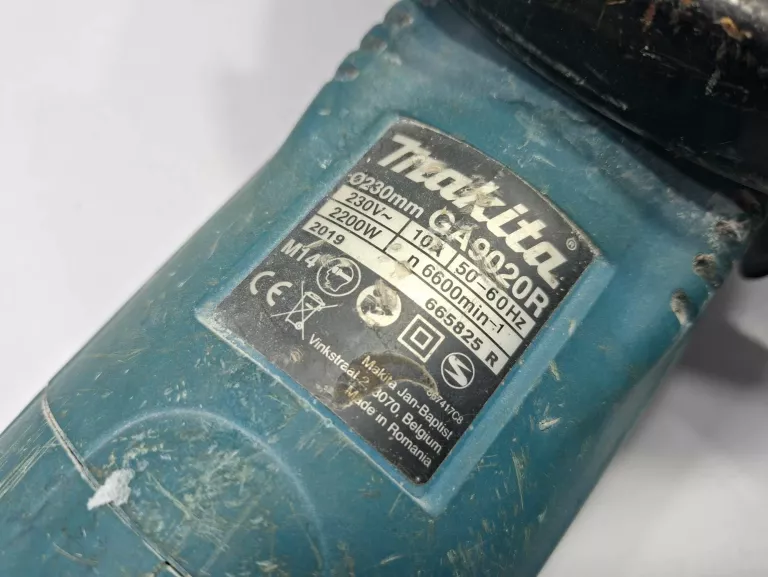 makita®
Ø230mm GA9020R
230V~ 10A 50-60Hz
2200W n 6600min-1
2019 665825 R
M14
CE
Makita Jan-Baptist
Vinkstraat 2, 3070, Belgium
Made in Romania